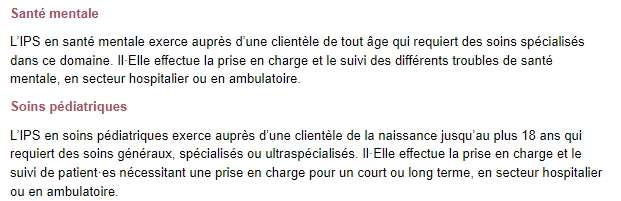 Santé mentale
L'IPS en santé mentale exerce auprès d'une clientèle de tout âge qui requiert des soins spécialisés
dans ce domaine. Il·Elle effectue la prise en charge et le suivi des différents troubles de santé
mentale, en secteur hospitalier ou en ambulatoire.
Soins pédiatriques
L'IPS en soins pédiatriques exerce auprès d'une clientèle de la naissance jusqu'au plus 18 ans qui
requiert des soins généraux, spécialisés ou ultraspécialisés. Il·Elle effectue la prise en charge et le
suivi de patient·es nécessitant une prise en charge pour un court ou long terme, en secteur hospitalier
ou en ambulatoire.